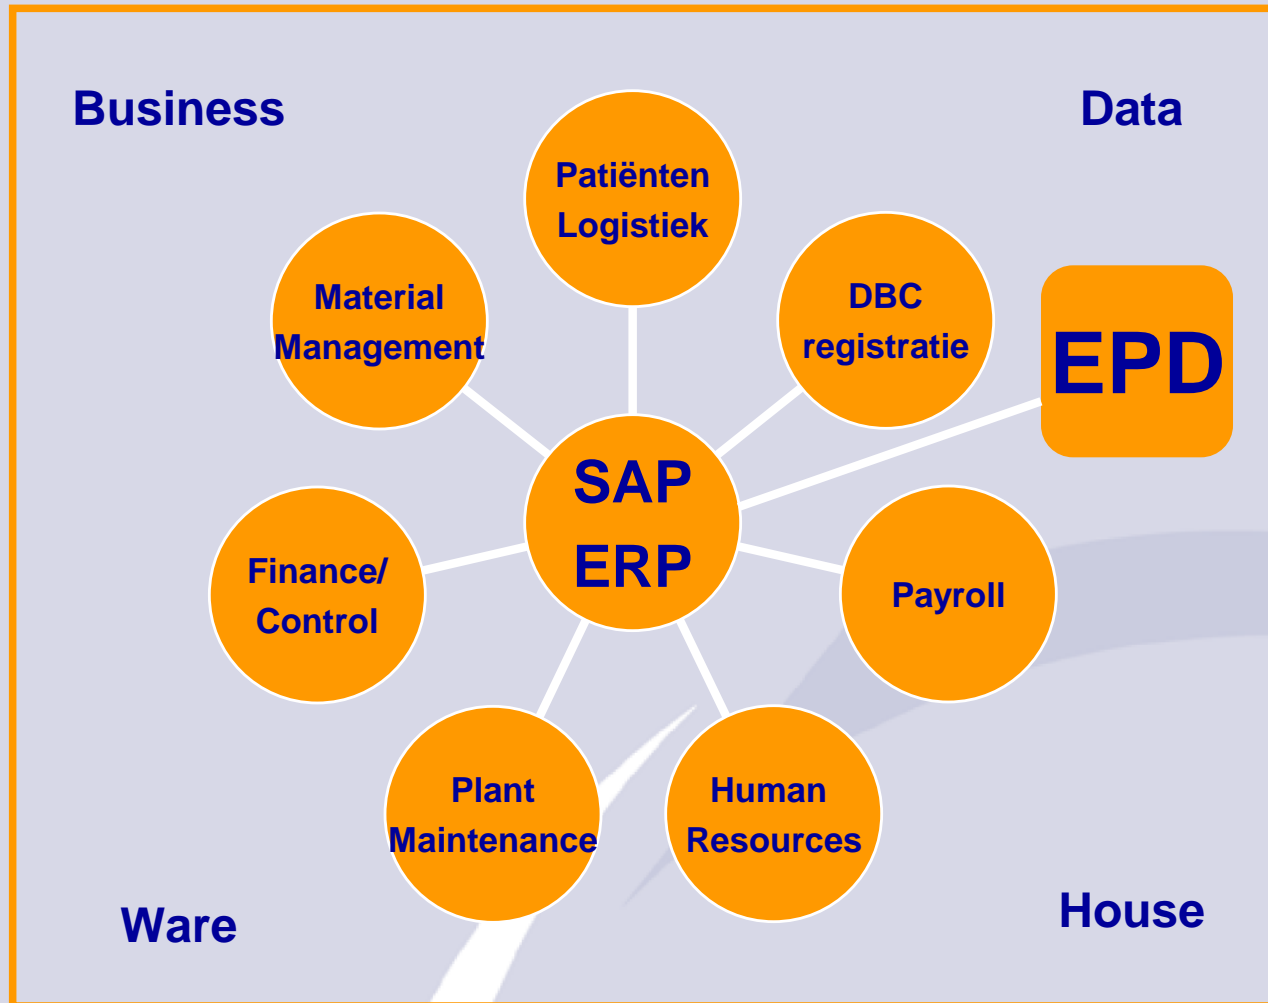 Business
Data
Patiënten
Logistiek
Material
Management
DBC
registratie
EPD
SAP
ERP
Finance/
Control
Payroll
Plant
Maintenance
Human
Resources
Ware
House